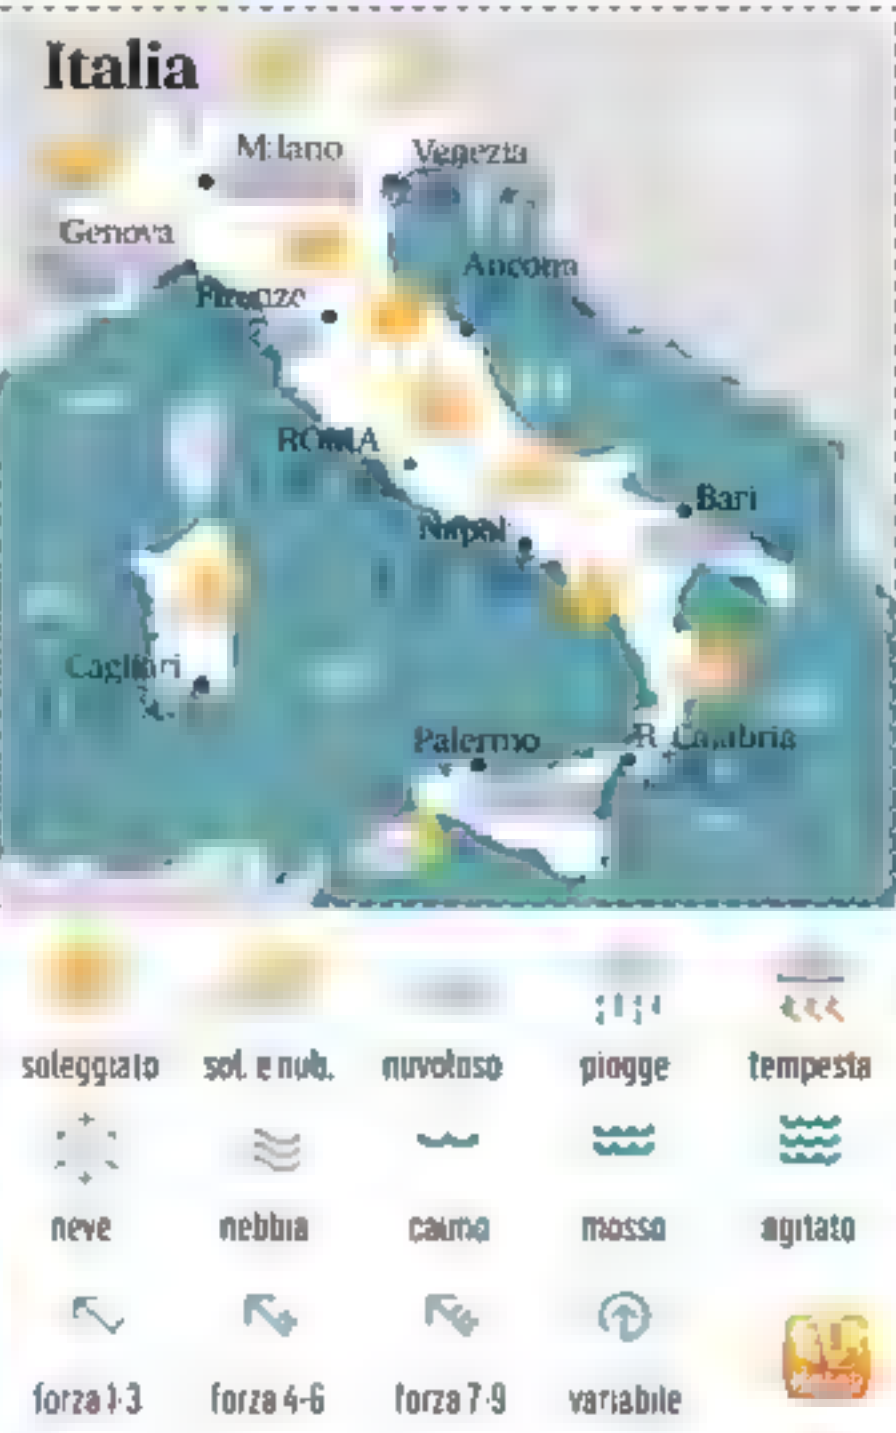 Italia
Milano Venezia
Genova
Ancona
Firenze
ROMA
Bari
Napoli
Cagliari
Palermo R. Calabria
soleggiato sol. e nub. nuvoloso piogge tempesta
neve nebbia calmo mosso agitato
forza 1-3 forza 4-6 forza 7-9 variabile